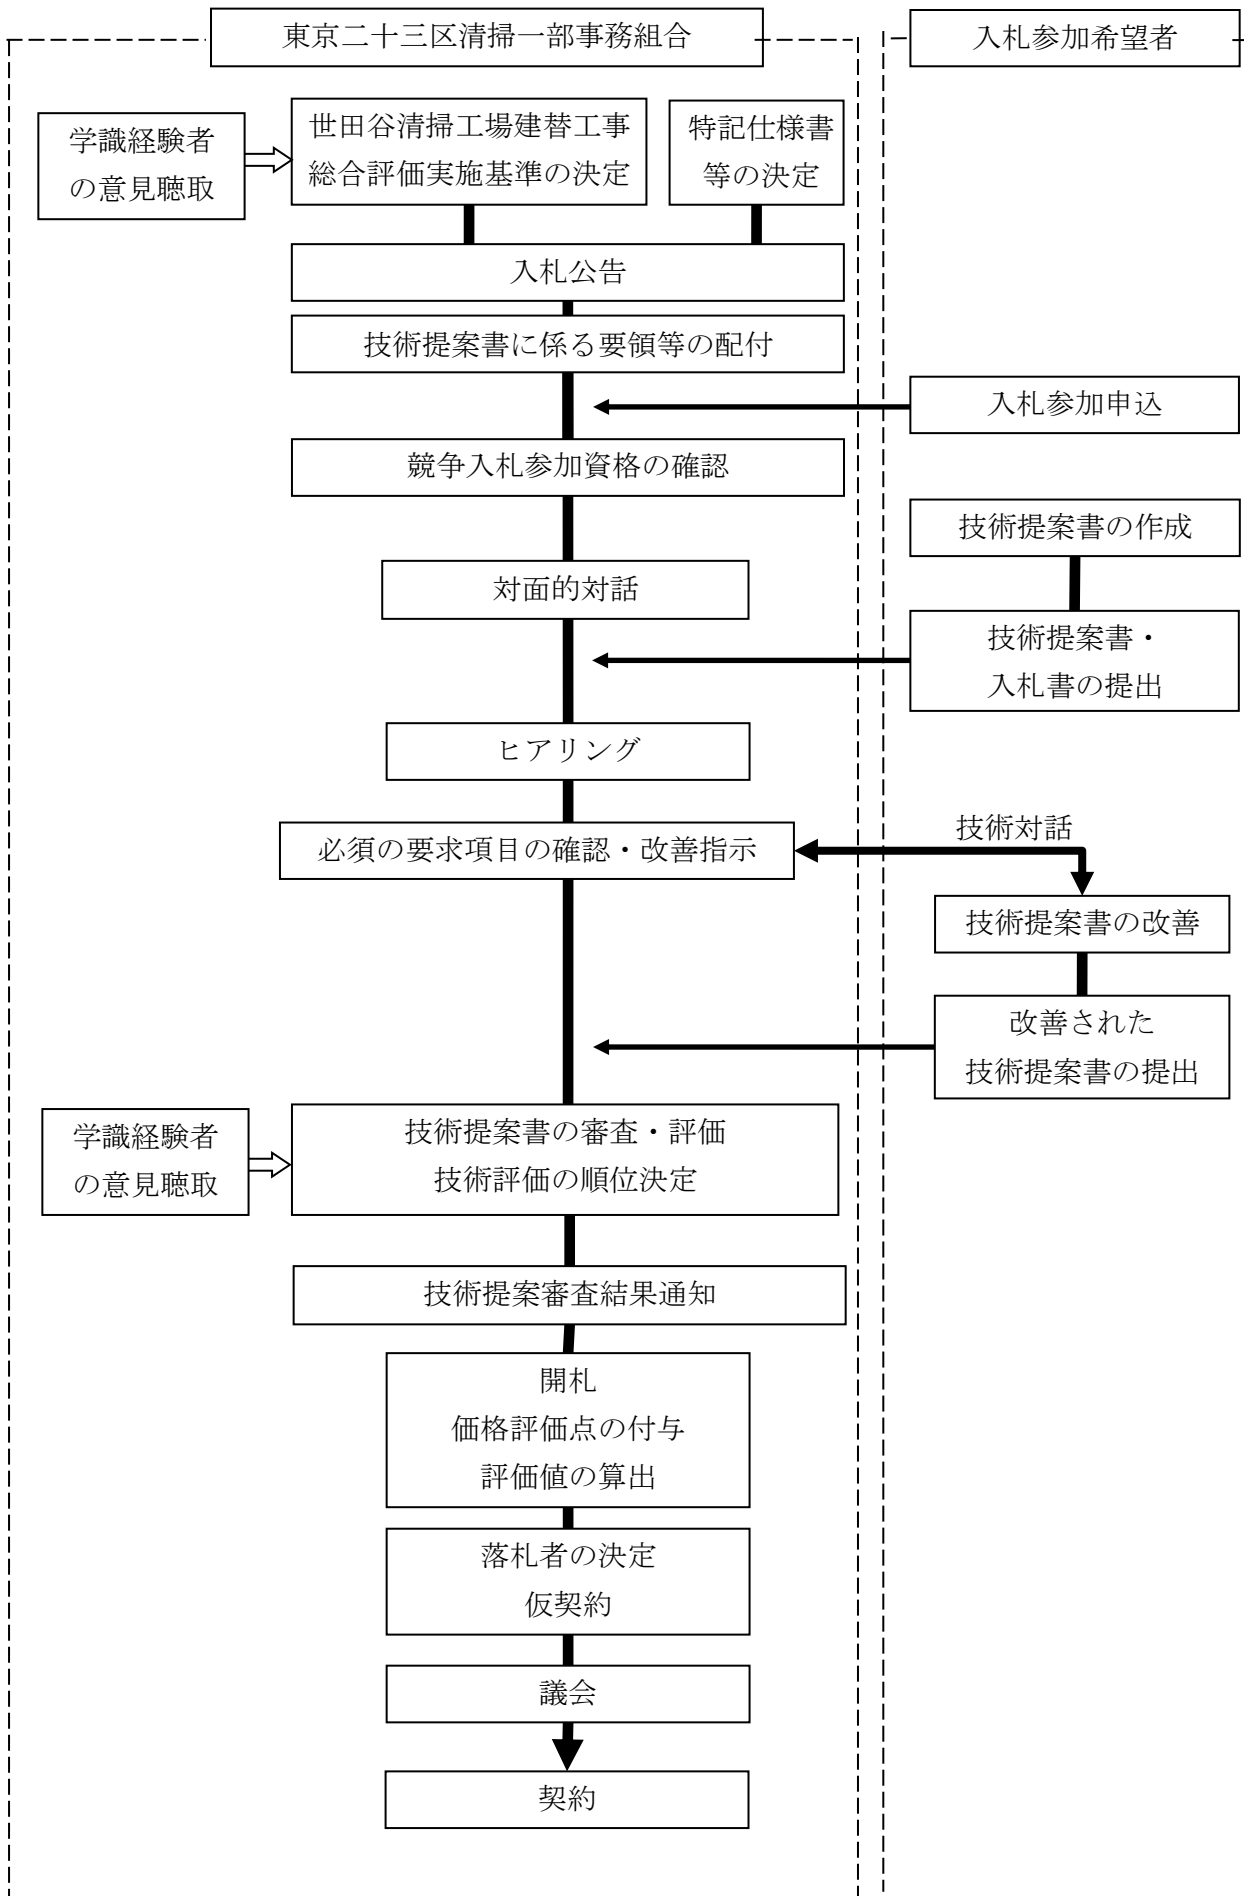 東京二十三区清掃一部事務組合
入札参加希望者
学識経験者
の意見聴取
世田谷清掃工場建替工事
総合評価実施基準の決定
特記仕様書
等の決定
入札公告
技術提案書に係る要領等の配付
入札参加申込
競争入札参加資格の確認
技術提案書の作成
対面的対話
技術提案書・
入札書の提出
ヒアリング
技術対話
必須の要求項目の確認・改善指示
技術提案書の改善
改善された
技術提案書の提出
学識経験者
の意見聴取
技術提案書の審査・評価
技術評価の順位決定
技術提案審査結果通知
開札
価格評価点の付与
評価値の算出
落札者の決定
仮契約
議会
契約